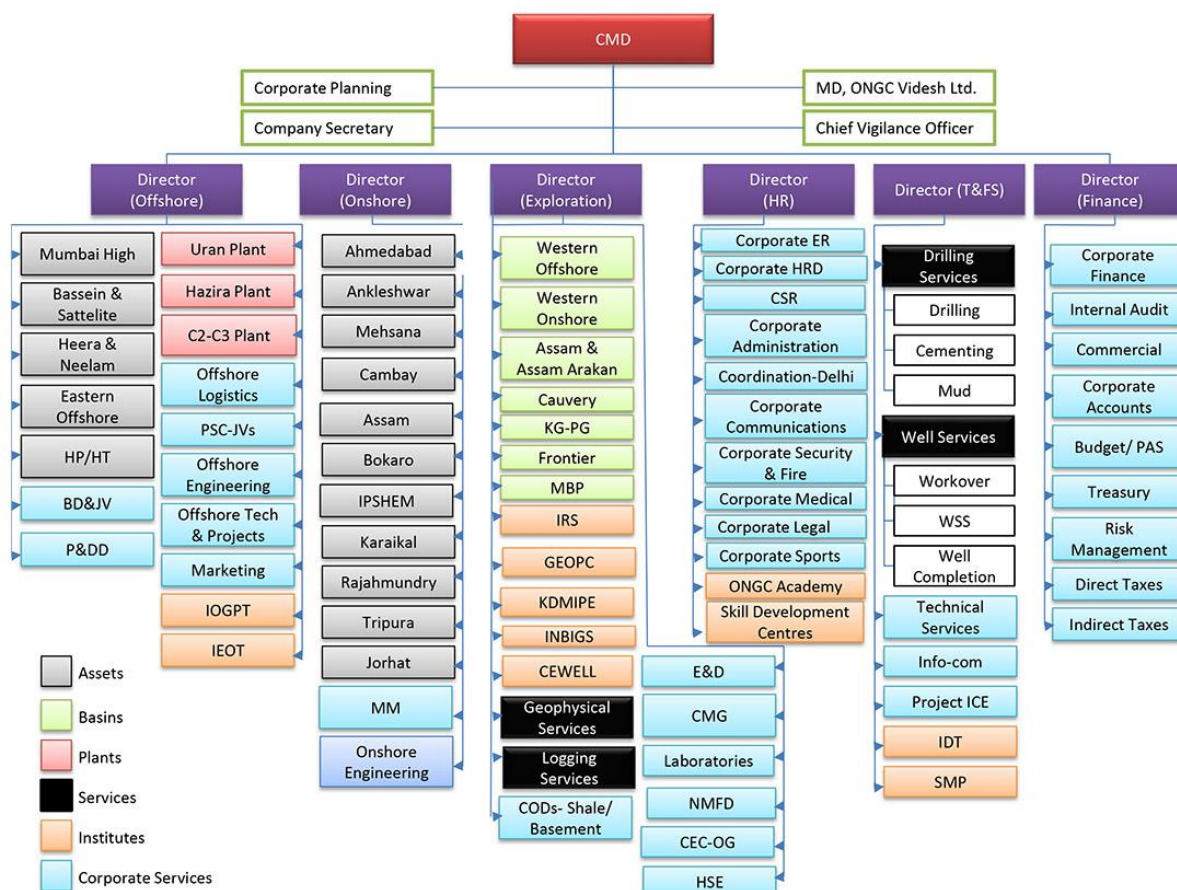 CMD
Corporate Planning
MD, ONGC Videsh Ltd.
Company Secretary
Chief Vigilance Officer
Director
(Offshore)
Mumbai High
Bassein &
Sattelite
Heera &
Neelam
Eastern
Offshore
HP/HT
BD&JV
P&DD
Uran Plant
Hazira Plant
C2-C3 Plant
Offshore
Logistics
PSC-JVs
Offshore
Engineering
Offshore Tech
& Projects
Marketing
IOGPT
IEOT
Director
(Onshore)
Ahmedabad
Ankleshwar
Mehsana
Cambay
Assam
Bokaro
IPSHEM
Karaikal
Rajahmundry
Tripura
Jorhat
MM
Onshore
Engineering
Director
(Exploration)
Western
Offshore
Western
Onshore
Assam &
Assam Arakan
Cauvery
KG-PG
Frontier
MBP
IRS
GEOPC
KDMIPE
INBIGS
CEWELL
Geophysical
Services
Logging
Services
CODs- Shale/
Basement
E&D
CMG
Laboratories
NMFD
CEC-OG
HSE
Director
(HR)
Corporate ER
Corporate HRD
CSR
Corporate
Administration
Coordination-Delhi
Corporate
Communications
Corporate Security
& Fire
Corporate Medical
Corporate Legal
Corporate Sports
ONGC Academy
Skill Development
Centres
Director (T&FS)
Drilling
Services
Drilling
Cementing
Mud
Well Services
Workover
WSS
Well
Completion
Technical
Services
Info-com
Project ICE
IDT
SMP
Director
(Finance)
Corporate
Finance
Internal Audit
Commercial
Corporate
Accounts
Budget/ PAS
Treasury
Risk
Management
Direct Taxes
Indirect Taxes
Assets
Basins
Plants
Services
Institutes
Corporate Services